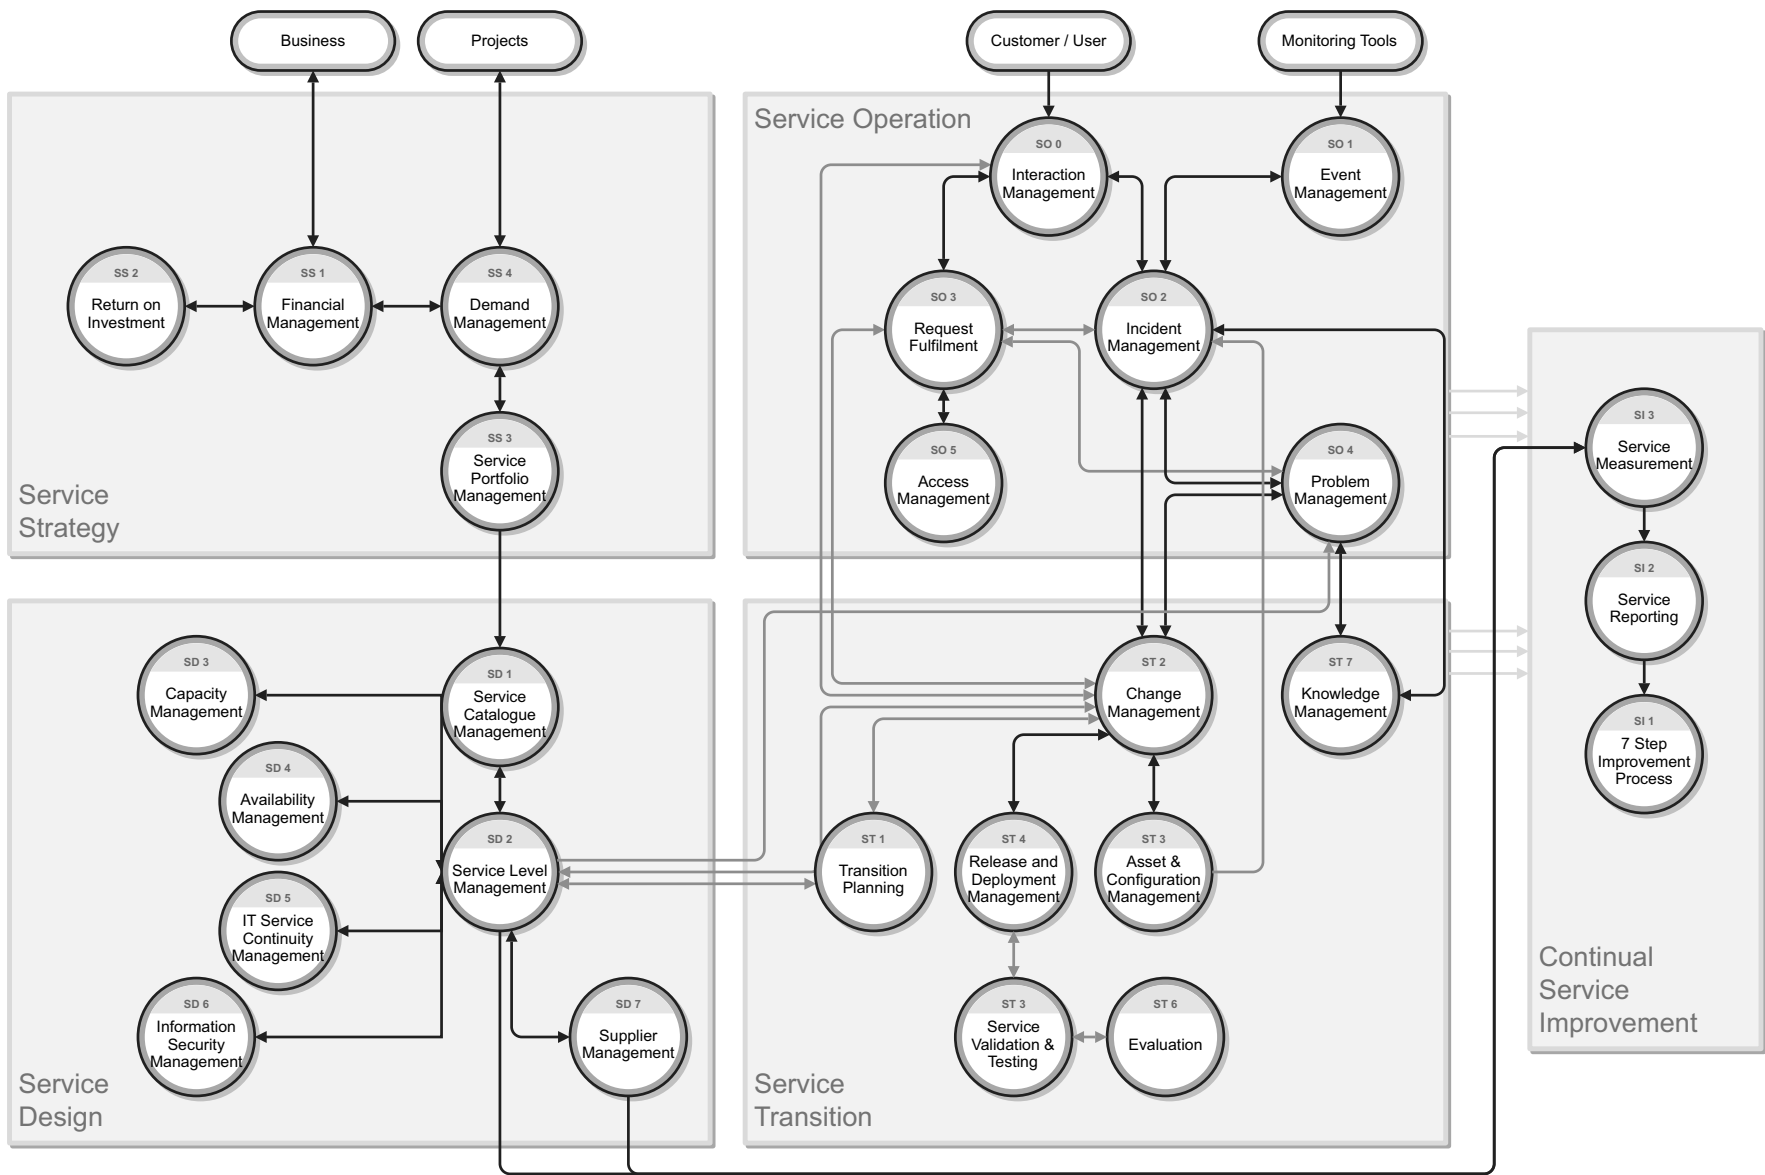 Business
Projects
Customer / User
Monitoring Tools
Service
Strategy
SS 2
Return on
Investment
SS 1
Financial
Management
SS 4
Demand
Management
SS 3
Service
Portfolio
Management
Service Operation
SO 0
Interaction
Management
SO 1
Event
Management
SO 3
Request
Fulfilment
SO 2
Incident
Management
SO 5
Access
Management
SO 4
Problem
Management
Service
Design
SD 3
Capacity
Management
SD 1
Service
Catalogue
Management
SD 4
Availability
Management
SD 2
Service Level
Management
SD 5
IT Service
Continuity
Management
SD 6
Information
Security
Management
SD 7
Supplier
Management
Service
Transition
ST 2
Change
Management
ST 7
Knowledge
Management
ST 1
Transition
Planning
ST 4
Release and
Deployment
Management
ST 3
Asset &
Configuration
Management
ST 3
Service
Validation &
Testing
ST 6
Evaluation
Continual
Service
Improvement
SI 3
Service
Measurement
SI 2
Service
Reporting
SI 1
7 Step
Improvement
Process